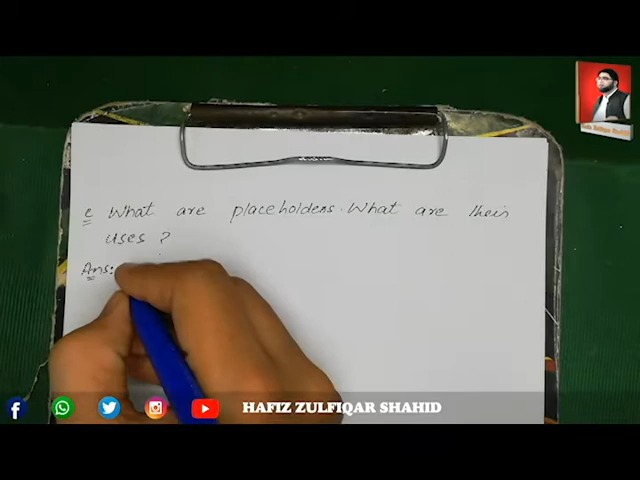 e What are placeholders. What are their
uses ?
Ans:
HAFIZ ZULFIQAR SHAHID